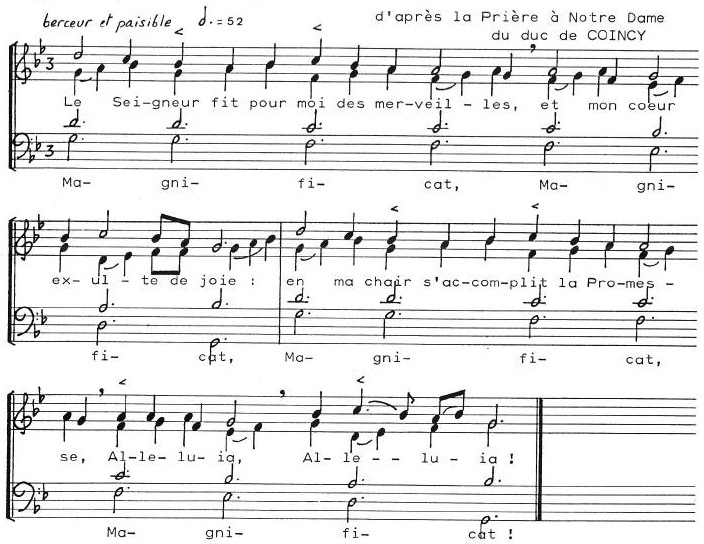 berceur et paisible 𝅗𝅥. = 52
d'après la Prière à Notre Dame
du duc de COINCY
3
Le Sei-gneur fit pour moi des mer-veil - les, et mon coeur
3
Ma- gni- fi- cat, Ma- gni-
ex- ul - te de joie : en ma chair s'ac-com-plit la Pro-mes -
fi- cat, Ma- gni- fi- cat,
se, Al-le-lu-ia, Al-le - - lu - ia !
Ma- gni- fi- cat !